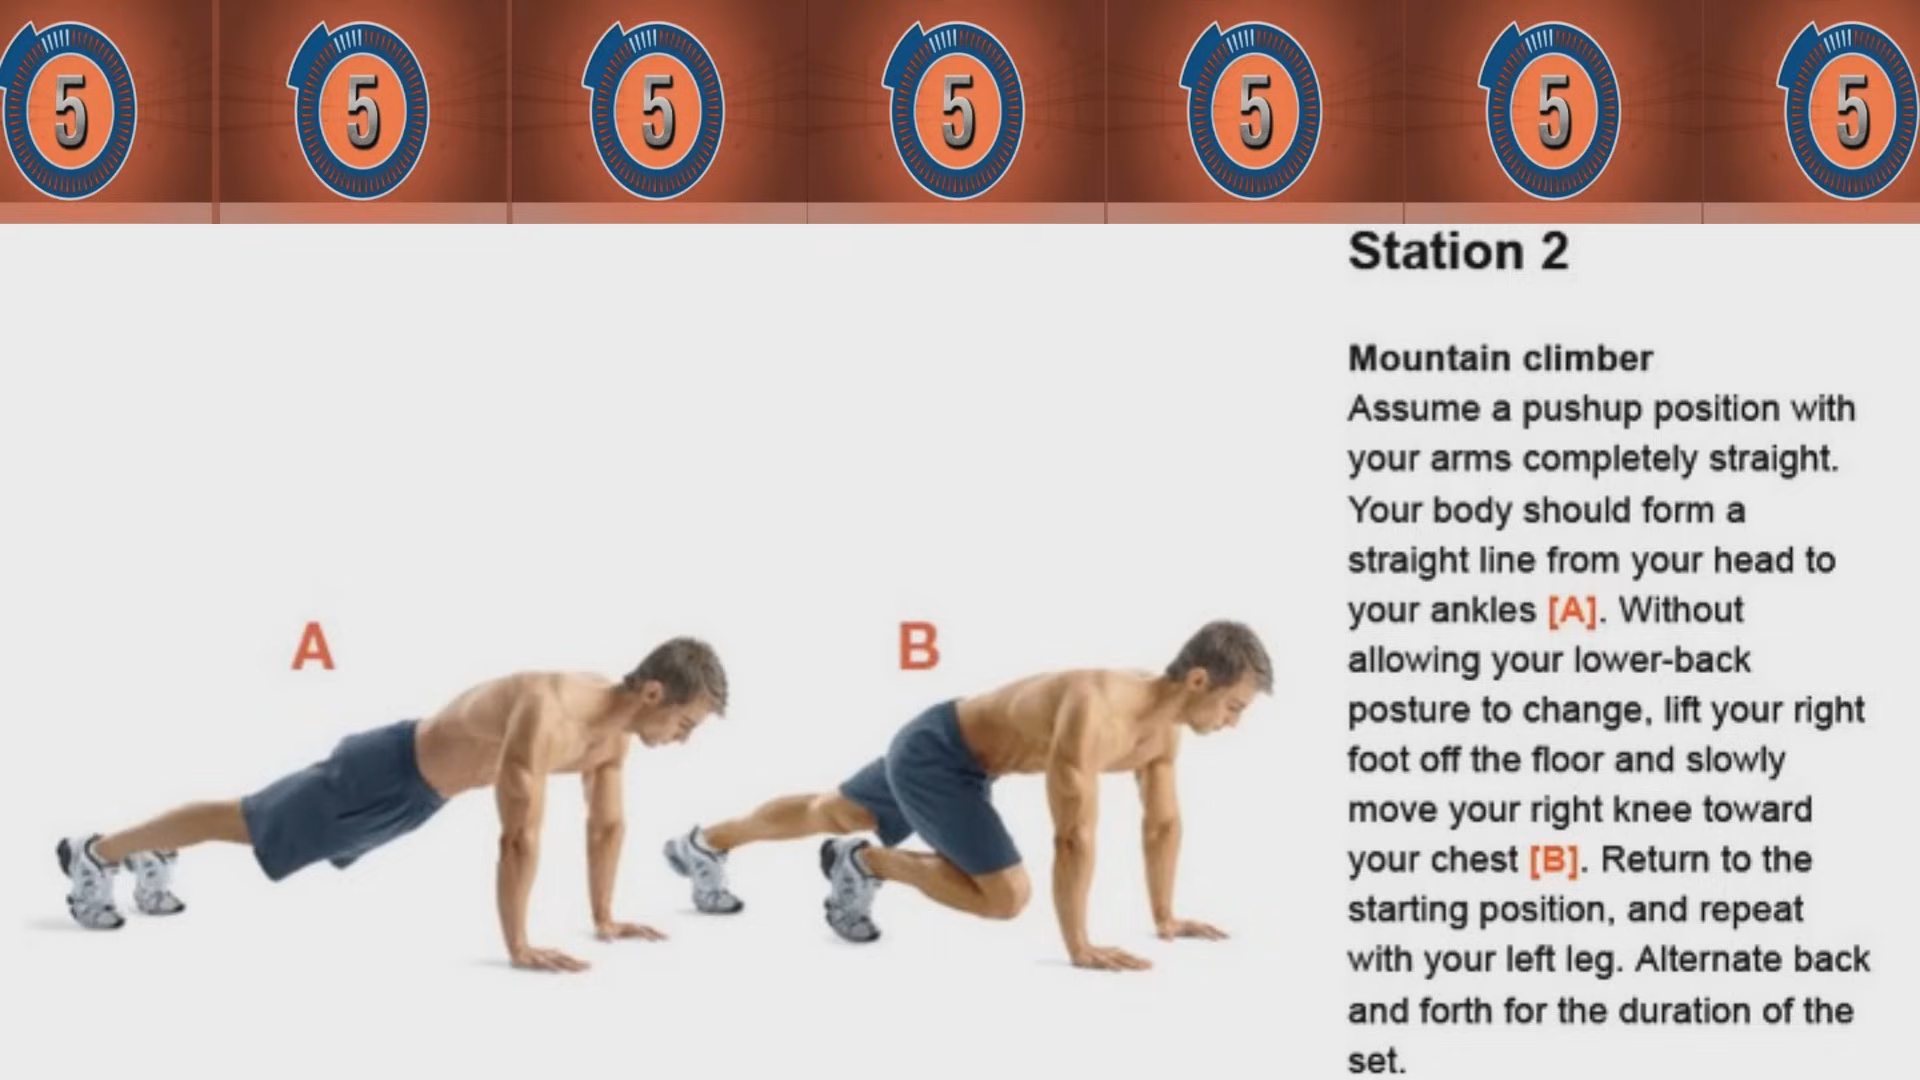 5 5 5 5 5 5 5
Station 2
Mountain climber
Assume a pushup position with
your arms completely straight.
Your body should form a
straight line from your head to
your ankles [A]. Without
allowing your lower-back
posture to change, lift your right
foot off the floor and slowly
move your right knee toward
your chest [B]. Return to the
starting position, and repeat
with your left leg. Alternate back
and forth for the duration of the
set.
A
B